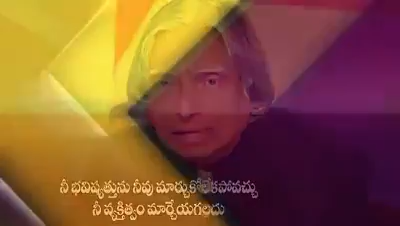 నీ భవిష్యత్తును నీవు మార్చుకోలేకపోవచ్చు
నీ వ్యక్తిత్వం మార్చేయగలదు